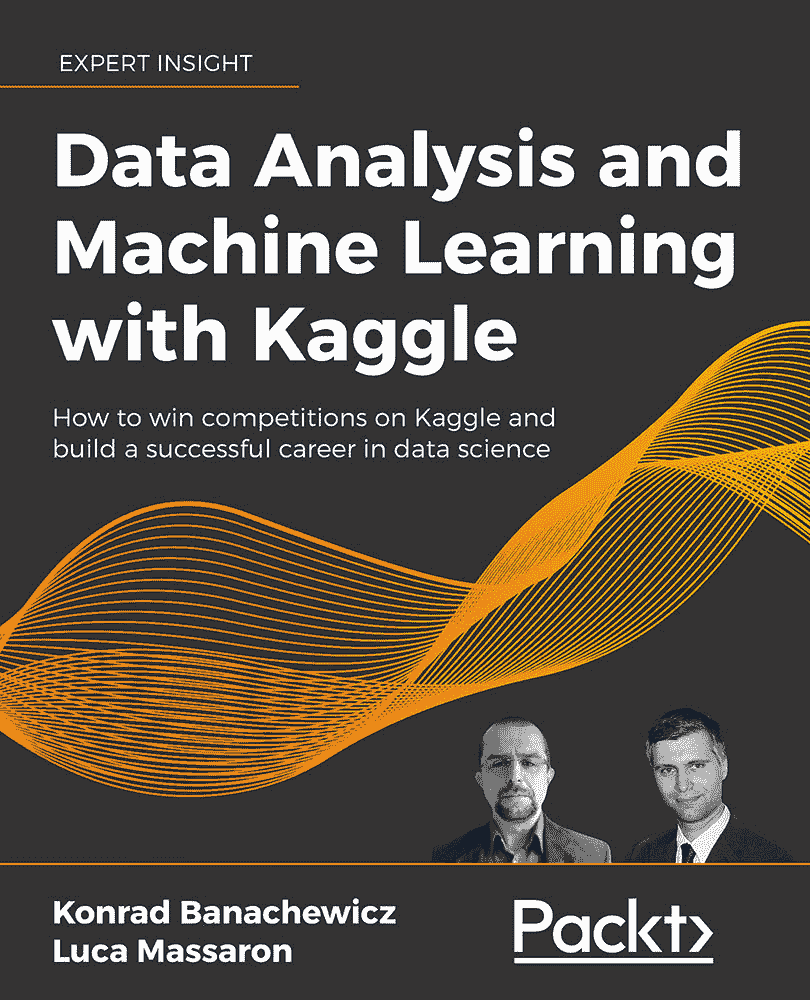 EXPERT INSIGHT
Data Analysis and
Machine Learning
with Kaggle
How to win competitions on Kaggle and
build a successful career in data science
Konrad Banachewicz
Luca Massaron
Packt>